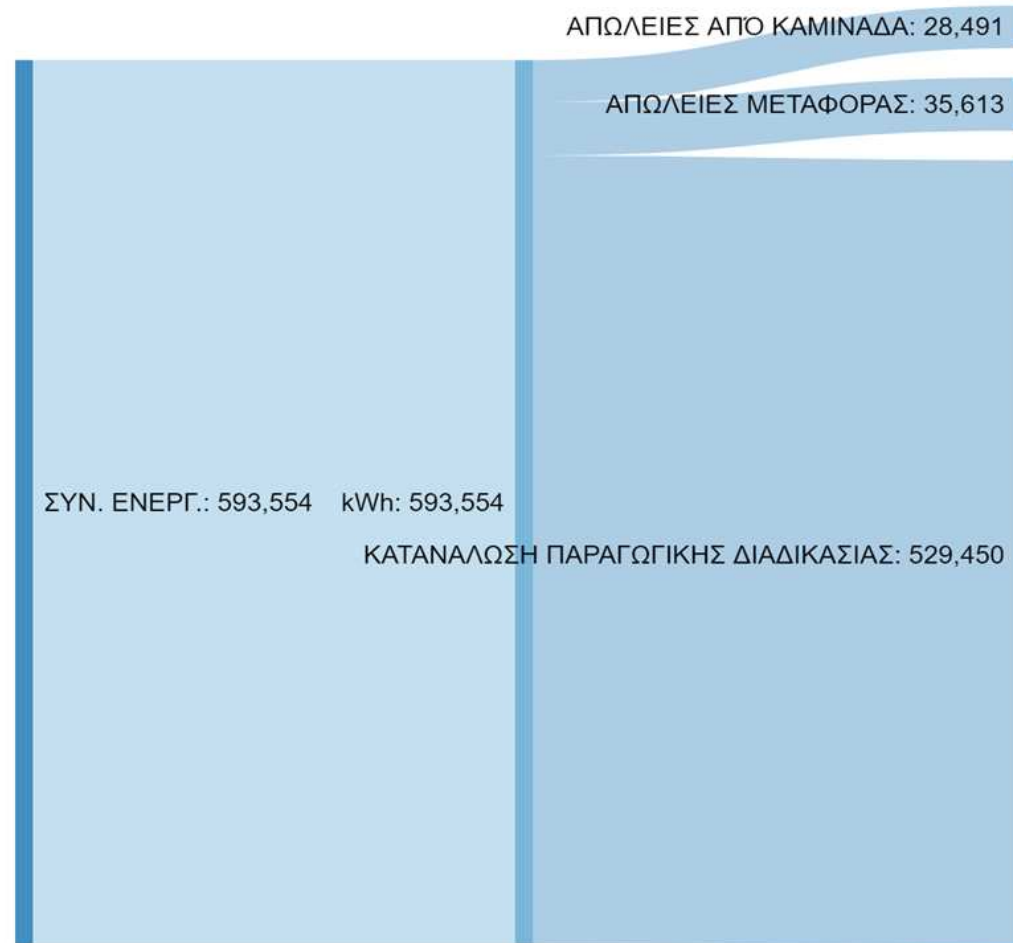 ΑΠΩΛΕΙΕΣ ΑΠΌ ΚΑΜΙΝΑΔΑ: 28,491
ΑΠΩΛΕΙΕΣ ΜΕΤΑΦΟΡΑΣ: 35,613
ΣΥΝ. ΕΝΕΡΓ.: 593,554 kWh: 593,554
ΚΑΤΑΝΑΛΩΣΗ ΠΑΡΑΓΩΓΙΚΗΣ ΔΙΑΔΙΚΑΣΙΑΣ: 529,450